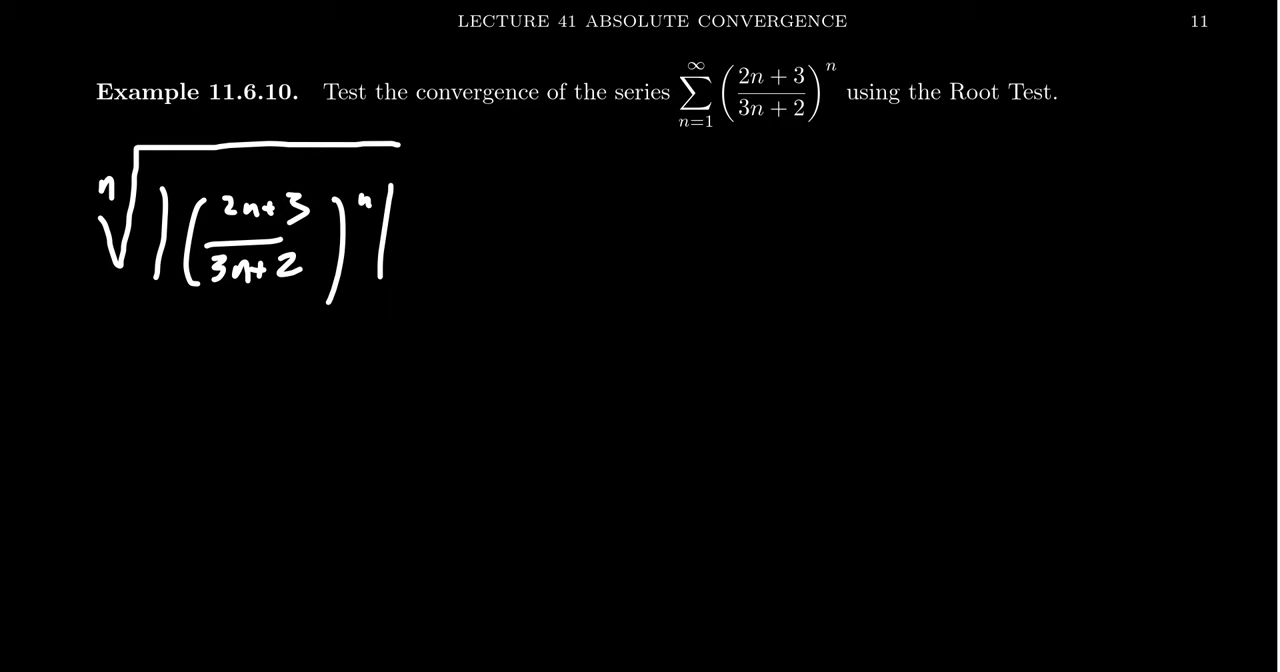 LECTURE 41 ABSOLUTE CONVERGENCE 11
Example 11.6.10. Test the convergence of the series $\sum_{n=1}^{\infty} \left( \frac{2n+3}{3n+2} \right)^n$ using the Root Test.
$\sqrt[n]{\left| \left( \frac{2n+3}{3n+2} \right)^n \right|}$